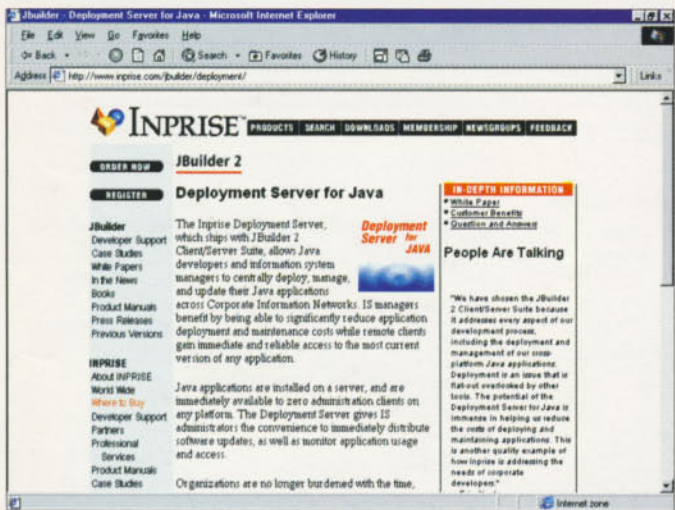 Jbuilder - Deployment Server for Java - Microsoft Internet Explorer
File Edit View Go Favorites Help
Back Search Favorites History
Address http://www.inprise.com/jbuilder/deployment/ Links
INPRISE™ PRODUCTS SEARCH DOWNLOADS MEMBERSHIP NEWSGROUPS FEEDBACK
ORDER NOW
REGISTER
JBuilder
Developer Support
Case Studies
White Papers
In the News
Books
Product Manuals
Press Releases
Previous Versions
INPRISE
About INPRISE
World Wide
Where to Buy
Developer Support
Partners
Professional
Services
Product Manuals
Case Studies
JBuilder 2
Deployment Server for Java
The Inprise Deployment Server,
which ships with JBuilder 2
Client/Server Suite, allows Java
developers and information system
managers to centrally deploy, manage,
and update their Java applications
across Corporate Information Networks. IS managers
benefit by being able to significantly reduce application
deployment and maintenance costs while remote clients
gain immediate and reliable access to the most current
version of any application.
Deployment
Server for
JAVA
Java applications are installed on a server, and are
immediately available to zero administration clients on
any platform. The Deployment Server gives IS
administrators the convenience to immediately distribute
software updates, as well as monitor application usage
and access.
Organizations are no longer burdened with the time,
IN-DEPTH INFORMATION
White Paper
Customer Benefits
Question and Answers
People Are Talking
"We have chosen the JBuilder
2 Client/Server Suite because
it addresses every aspect of our
development process,
including the deployment and
management of our cross-
platform Java applications.
Deployment is an issue that is
flat-out overlooked by other
tools. The potential of the
Deployment Server for Java is
immense in helping us reduce
the costs of deploying and
maintaining applications. This
is another quality example of
how Inprise is addressing the
needs of corporate
developers."
Internet zone